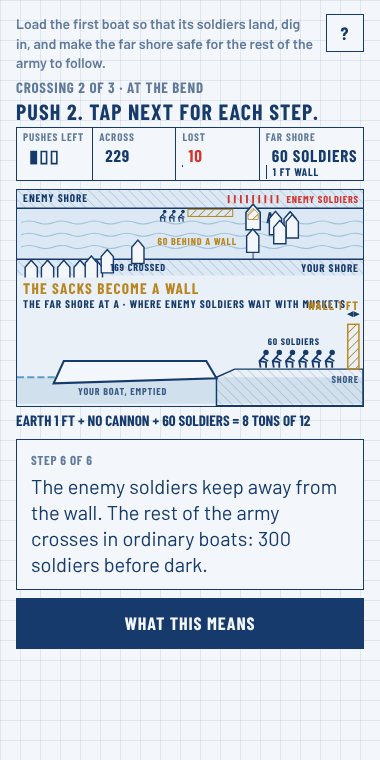 Load the first boat so that its soldiers land, dig
in, and make the far shore safe for the rest of the
army to follow.
?
CROSSING 2 OF 3 · AT THE BEND
PUSH 2. TAP NEXT FOR EACH STEP.
PUSHES LEFT
ACROSS
229
LOST
10
FAR SHORE
60 SOLDIERS
1 FT WALL
ENEMY SHORE
ENEMY SOLDIERS
60 BEHIND A WALL
169 CROSSED
YOUR SHORE
THE SACKS BECOME A WALL
THE FAR SHORE AT A · WHERE ENEMY SOLDIERS WAIT WITH MUSKETS
WALL 1 FT
60 SOLDIERS
SHORE
YOUR BOAT, EMPTIED
EARTH 1 FT + NO CANNON + 60 SOLDIERS = 8 TONS OF 12
STEP 6 OF 6
The enemy soldiers keep away from
the wall. The rest of the army
crosses in ordinary boats: 300
soldiers before dark.
WHAT THIS MEANS